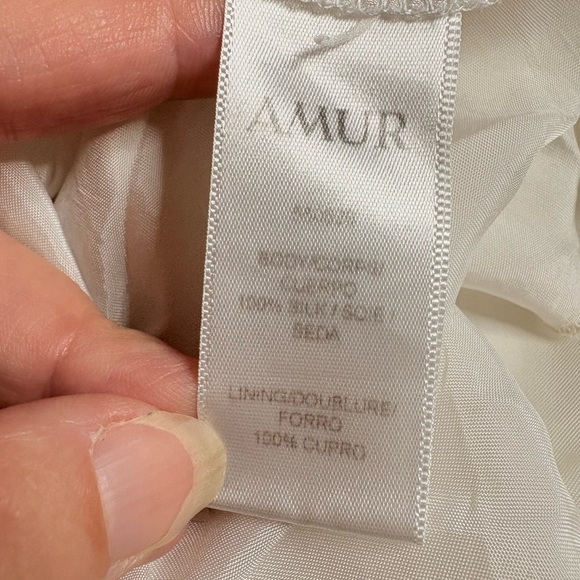 AMUR
BODY/CORPS/
CUERPO
100% SILK / SOIE
SEDA
LINING/DOUBLURE/
FORRO
100% CUPRO